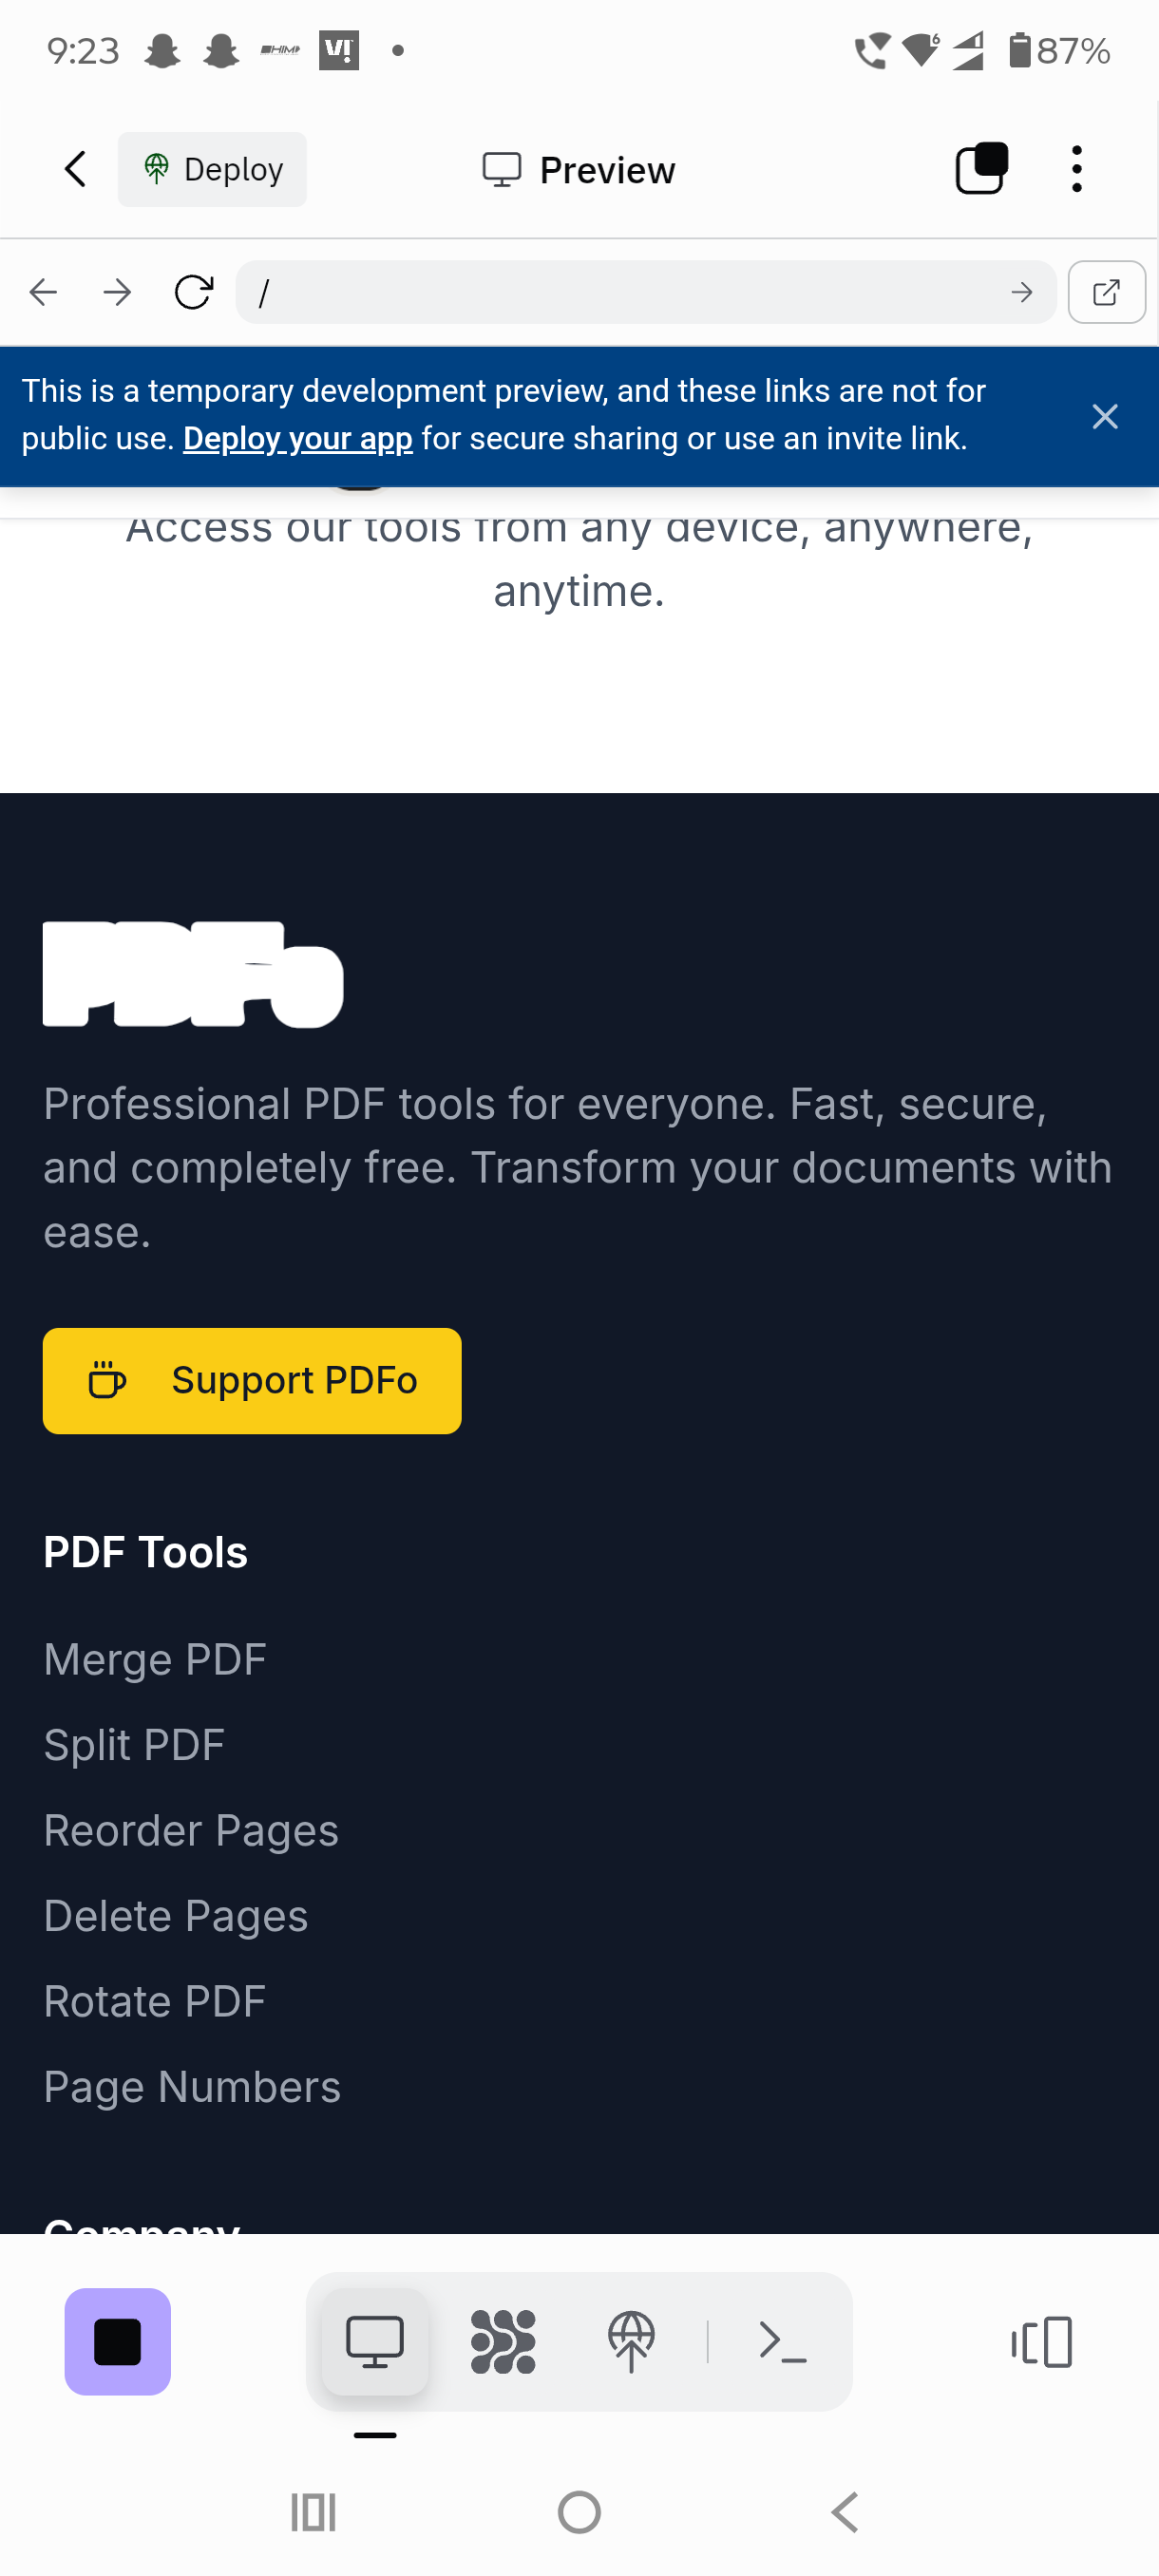 9:23
VI!
6
87%
Deploy
Preview
/
This is a temporary development preview, and these links are not for
public use. Deploy your app for secure sharing or use an invite link.
Access our tools from any device, anywhere,
anytime.
PDFo
Professional PDF tools for everyone. Fast, secure,
and completely free. Transform your documents with
ease.
Support PDFo
PDF Tools
Merge PDF
Split PDF
Reorder Pages
Delete Pages
Rotate PDF
Page Numbers
Company